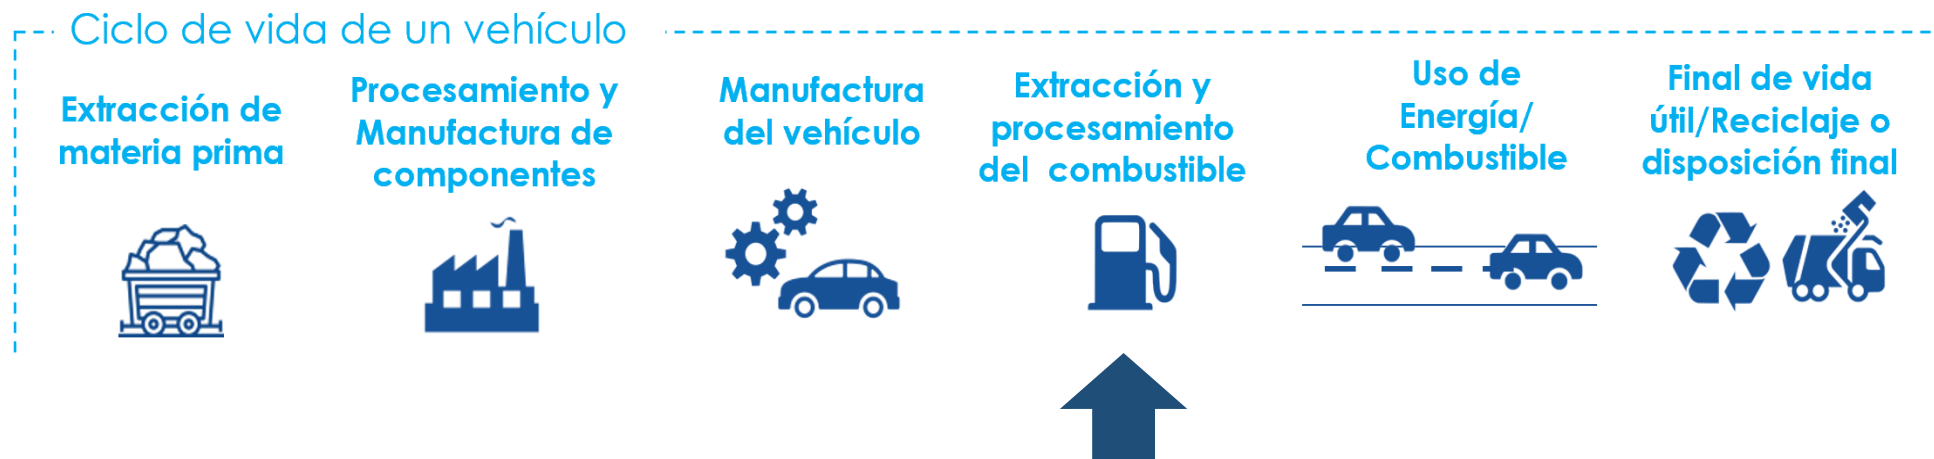 Ciclo de vida de un vehículo
Extracción de
materia prima
Procesamiento y
Manufactura de
componentes
Manufactura
del vehículo
Extracción y
procesamiento
del combustible
Uso de
Energía/
Combustible
Final de vida
útil/Reciclaje o
disposición final